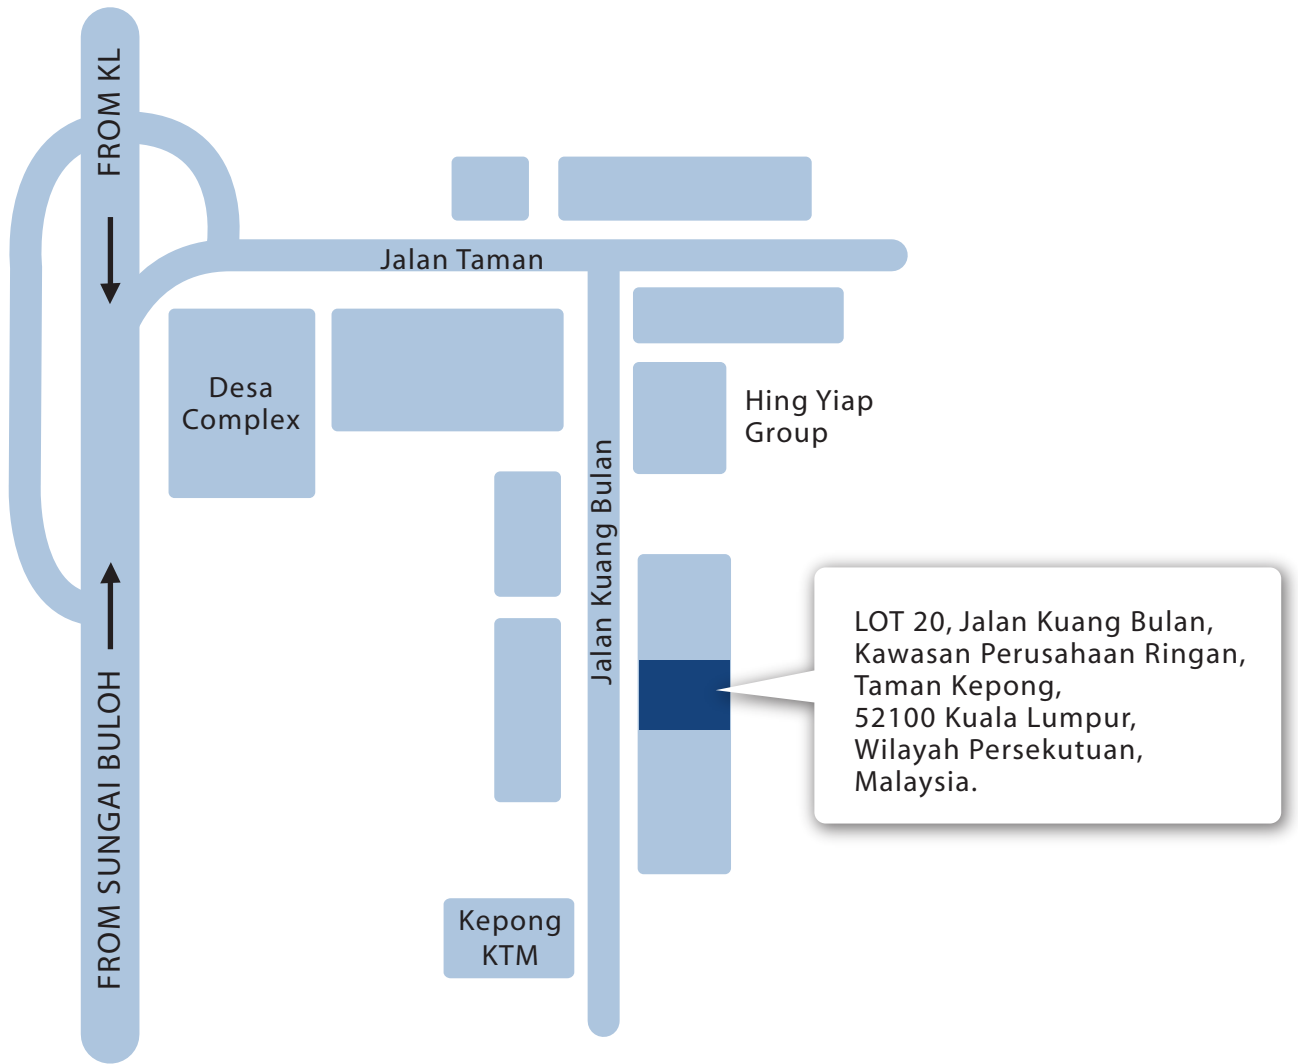 FROM KL
Jalan Taman
Desa
Complex
Hing Yiap
Group
Jalan Kuang Bulan
LOT 20, Jalan Kuang Bulan,
Kawasan Perusahaan Ringan,
Taman Kepong,
52100 Kuala Lumpur,
Wilayah Persekutuan,
Malaysia.
FROM SUNGAI BULOH
Kepong
KTM